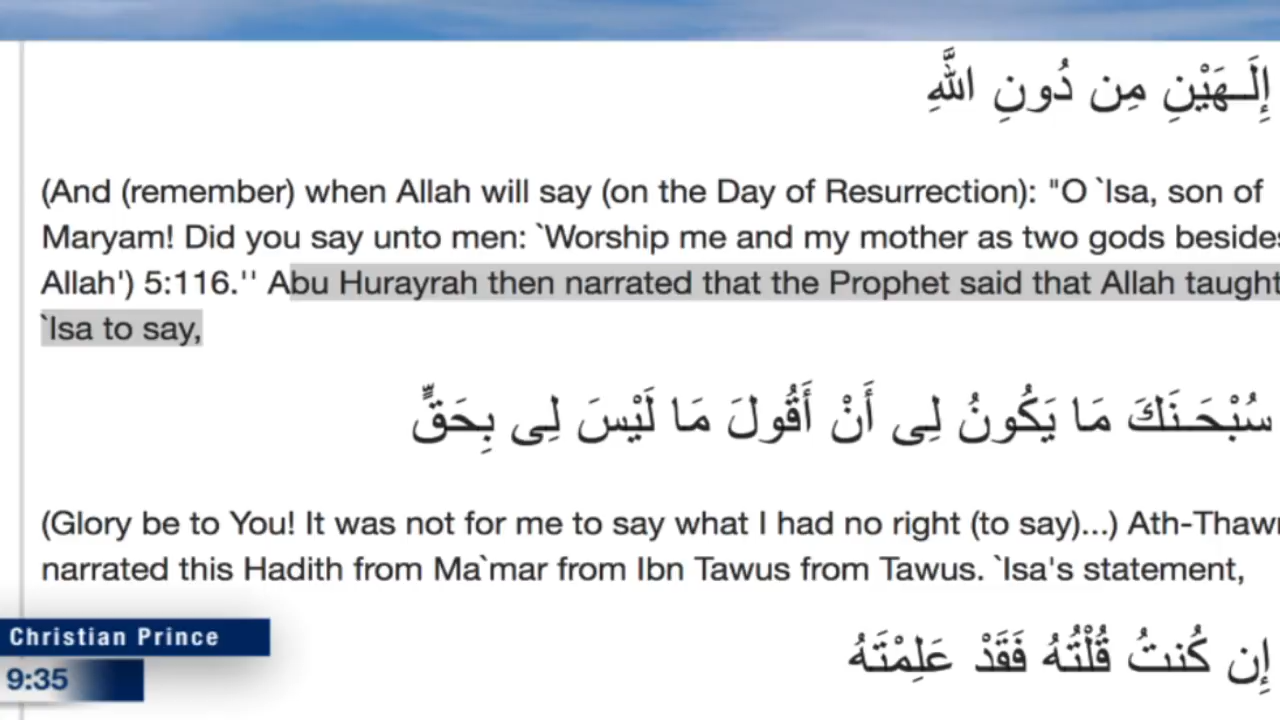 إِلَـهَيْنِ مِن دُونِ اللَّهِ
(And (remember) when Allah will say (on the Day of Resurrection): "O `Isa, son of
Maryam! Did you say unto men: `Worship me and my mother as two gods besides
Allah') 5:116.'' Abu Hurayrah then narrated that the Prophet said that Allah taught
`Isa to say,
سُبْحَـنَكَ مَا يَكُونُ لِى أَنْ أَقُولَ مَا لَيْسَ لِى بِحَقٍّ
(Glory be to You! It was not for me to say what I had no right (to say)...) Ath-Thawr
narrated this Hadith from Ma`mar from Ibn Tawus from Tawus. `Isa's statement,
إِن كُنتُ قُلْتُهُ فَقَدْ عَلِمْتَهُ
Christian Prince
9:35